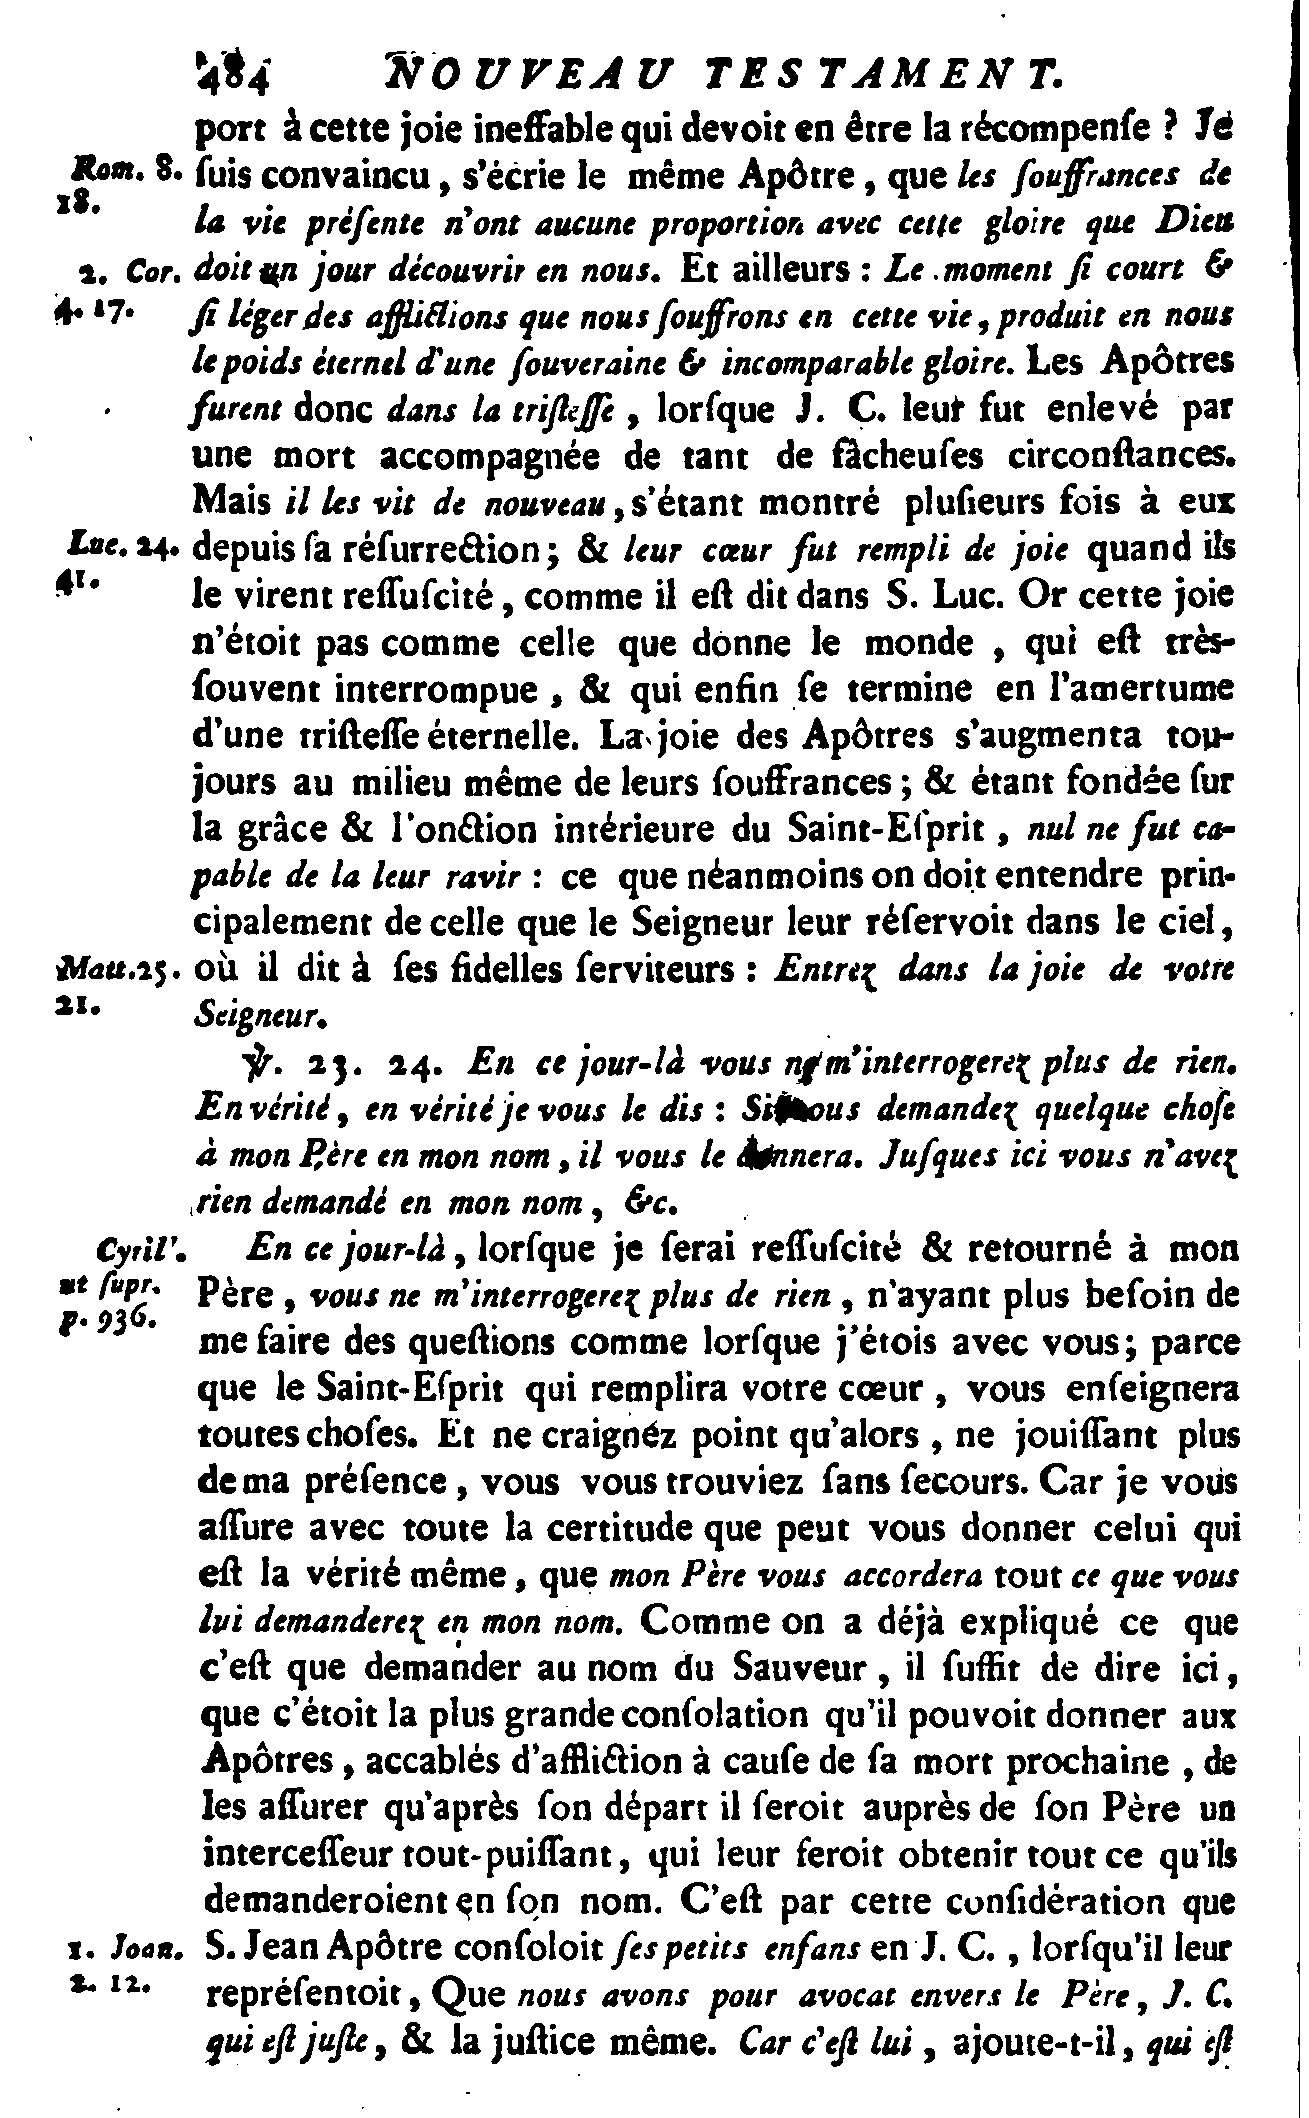 484 NOUVEAU TESTAMENT.
port à cette joie ineffable qui devoit en être la récompenſe ? Je
Rom. 8. ſuis convaincu, s'écrie le même Apôtre, que les ſouffrances de
18. la vie préſente n'ont aucune proportion avec cette gloire que Dieu
2. Cor. doit un jour découvrir en nous. Et ailleurs : Le moment ſi court &
4. 17. ſi léger des afflictions que nous ſouffrons en cette vie, produit en nous
le poids éternel d'une ſouveraine & incomparable gloire. Les Apôtres
furent donc dans la triſteſſe, lorſque J. C. leur fut enlevé par
une mort accompagnée de tant de fâcheuſes circonſtances.
Mais il les vit de nouveau, s'étant montré pluſieurs fois à eux
Luc. 24. depuis ſa réſurrection; & leur cœur fut rempli de joie quand ils
41. le virent reſſuſcité, comme il eſt dit dans S. Luc. Or cette joie
n'étoit pas comme celle que donne le monde, qui eſt très-
ſouvent interrompue, & qui enfin ſe termine en l'amertume
d'une triſteſſe éternelle. La joie des Apôtres s'augmenta tou-
jours au milieu même de leurs ſouffrances; & étant fondée ſur
la grâce & l'onction intérieure du Saint-Eſprit, nul ne fut ca-
pable de la leur ravir : ce que néanmoins on doit entendre prin-
cipalement de celle que le Seigneur leur réſervoit dans le ciel,
Matt. 25. où il dit à ſes fidelles ſerviteurs : Entrez dans la joie de votre
21. Seigneur.
℣. 23. 24. En ce jour-là vous ne m'interrogerez plus de rien.
En vérité, en vérité je vous le dis : Si vous demandez quelque choſe
à mon Père en mon nom, il vous le donnera. Juſques ici vous n'avez
rien demandé en mon nom, &c.
Cyril. En ce jour-là, lorſque je ſerai reſſuſcité & retourné à mon
ut ſupr. Père, vous ne m'interrogerez plus de rien, n'ayant plus beſoin de
p. 936. me faire des queſtions comme lorſque j'étois avec vous; parce
que le Saint-Eſprit qui remplira votre cœur, vous enſeignera
toutes choſes. Et ne craignéz point qu'alors, ne jouiſſant plus
de ma préſence, vous vous trouviez ſans ſecours. Car je vous
aſſure avec toute la certitude que peut vous donner celui qui
eſt la vérité même, que mon Père vous accordera tout ce que vous
lui demanderez en mon nom. Comme on a déjà expliqué ce que
c'eſt que demander au nom du Sauveur, il ſuffit de dire ici,
que c'étoit la plus grande conſolation qu'il pouvoit donner aux
Apôtres, accablés d'affliction à cauſe de ſa mort prochaine, de
les aſſurer qu'après ſon départ il ſeroit auprès de ſon Père un
interceſſeur tout-puiſſant, qui leur feroit obtenir tout ce qu'ils
demanderoient en ſon nom. C'eſt par cette conſidération que
1. Joan. S. Jean Apôtre conſoloit ſes petits enfans en J. C., lorſqu'il leur
2. 12. repréſentoit, Que nous avons pour avocat envers le Père, J. C.
qui eſt juſte, & la juſtice même. Car c'eſt lui, ajoute-t-il, qui eſt